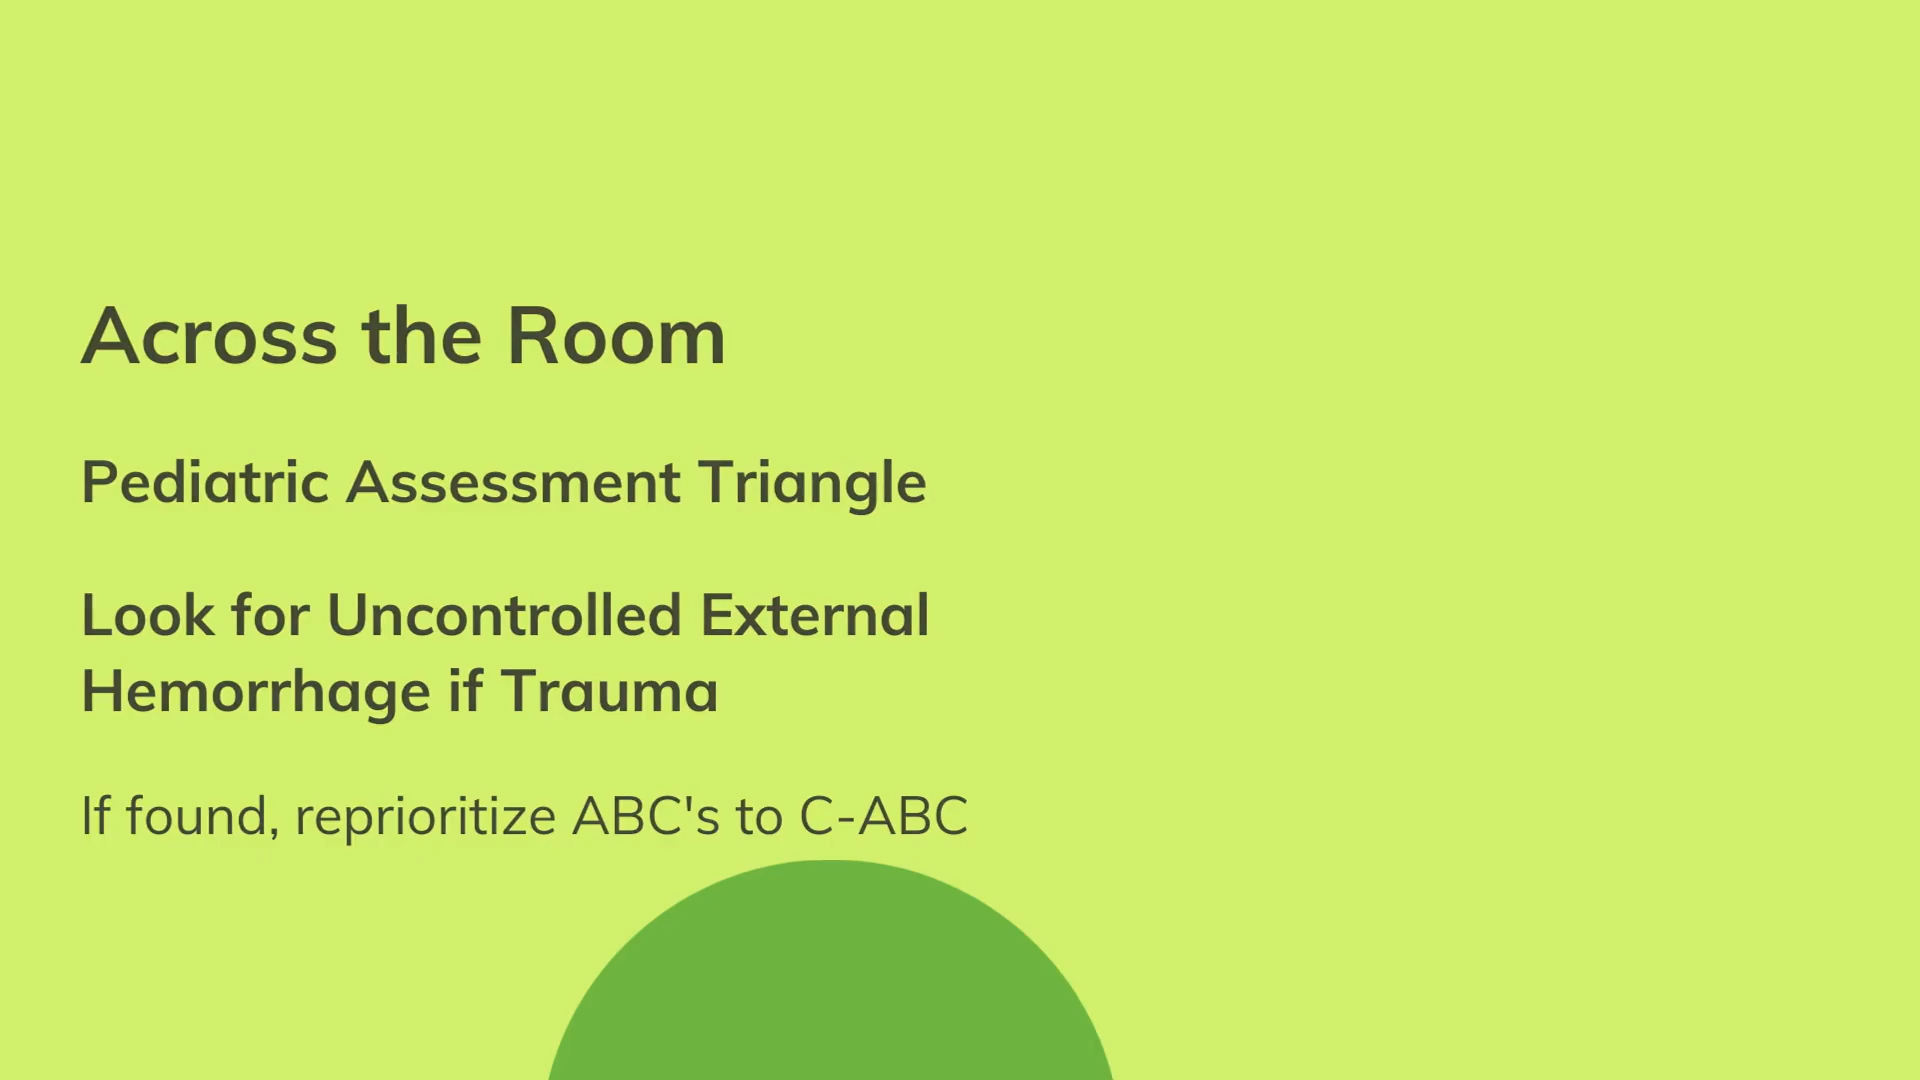 Across the Room
Pediatric Assessment Triangle
Look for Uncontrolled External
Hemorrhage if Trauma
If found, reprioritize ABC's to C-ABC